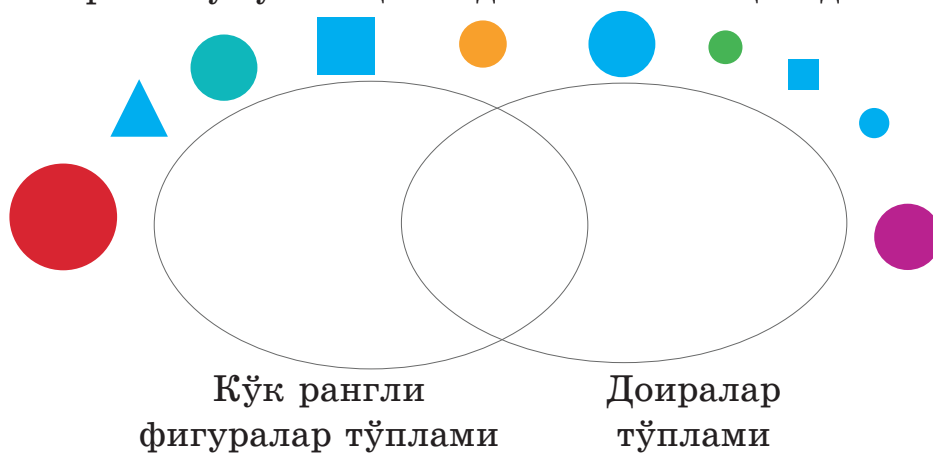 Кўк рангли
фигуралар тўплами
Доиралар
тўплами